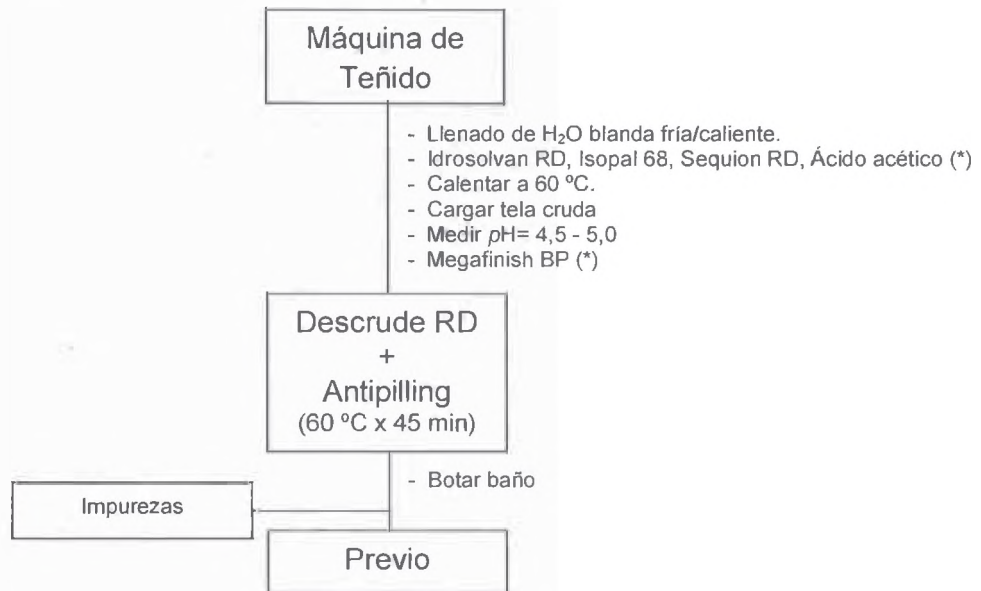 Máquina de
Teñido
- Llenado de H₂O blanda fría/caliente.
- Idrosolvan RD, Isopal 68, Sequion RD, Ácido acético (*)
- Calentar a 60 ºC.
- Cargar tela cruda
- Medir pH= 4,5 - 5,0
- Megafinish BP (*)
Descrude RD
+
Antipilling
(60 ºC x 45 min)
- Botar baño
Impurezas
Previo